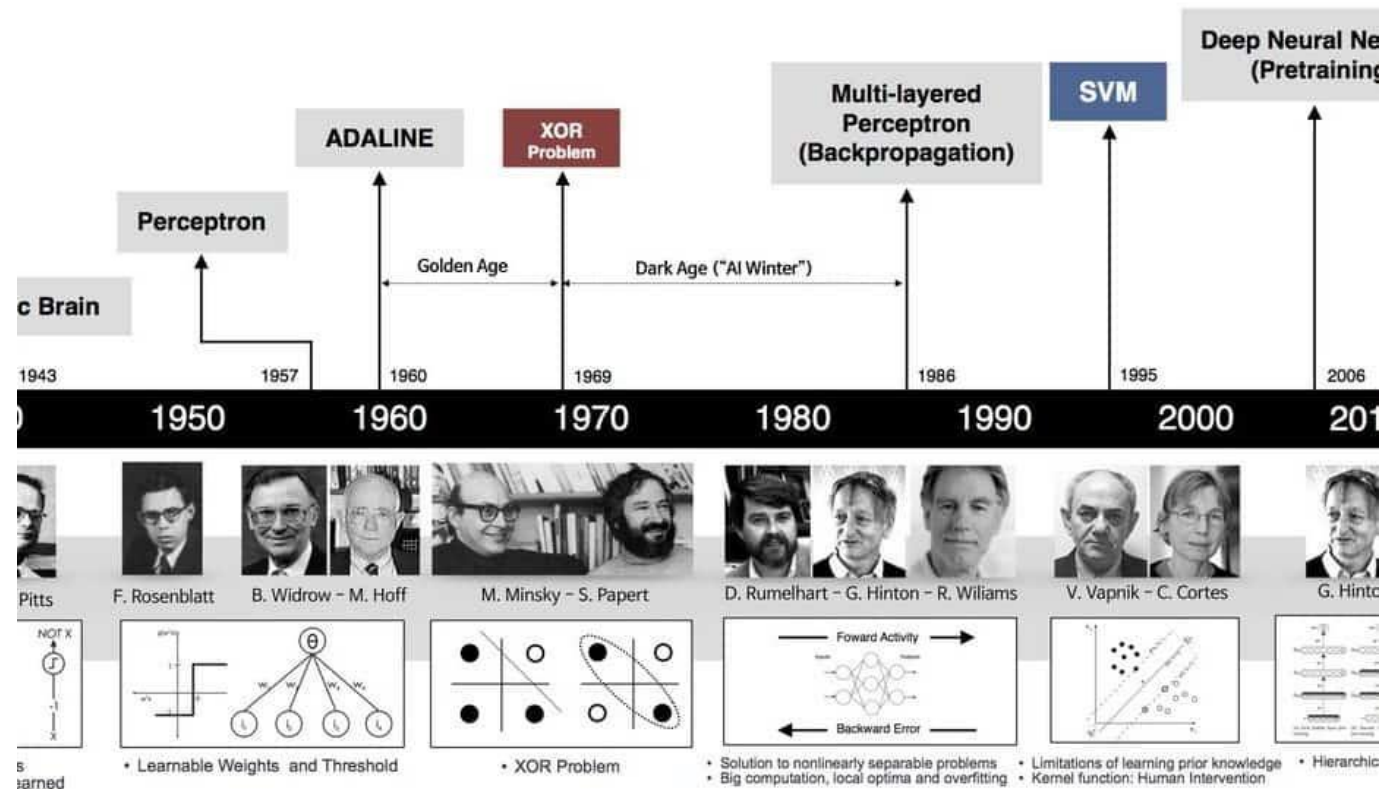 Deep Neural Ne
(Pretraining
Multi-layered
Perceptron
(Backpropagation)
SVM
ADALINE
XOR
Problem
Perceptron
Golden Age
Dark Age ("AI Winter")
c Brain
1943
1957
1960
1969
1986
1995
2006
0 1950 1960 1970 1980 1990 2000 201
Pitts
F. Rosenblatt
B. Widrow – M. Hoff
M. Minsky – S. Papert
D. Rumelhart – G. Hinton – R. Wiliams
V. Vapnik – C. Cortes
G. Hinto
NOT X
-1
X
θ
Foward Activity
Backward Error
s
earned
• Learnable Weights and Threshold
• XOR Problem
• Solution to nonlinearly separable problems
• Big computation, local optima and overfitting
• Limitations of learning prior knowledge
• Kernel function: Human Intervention
• Hierarchic